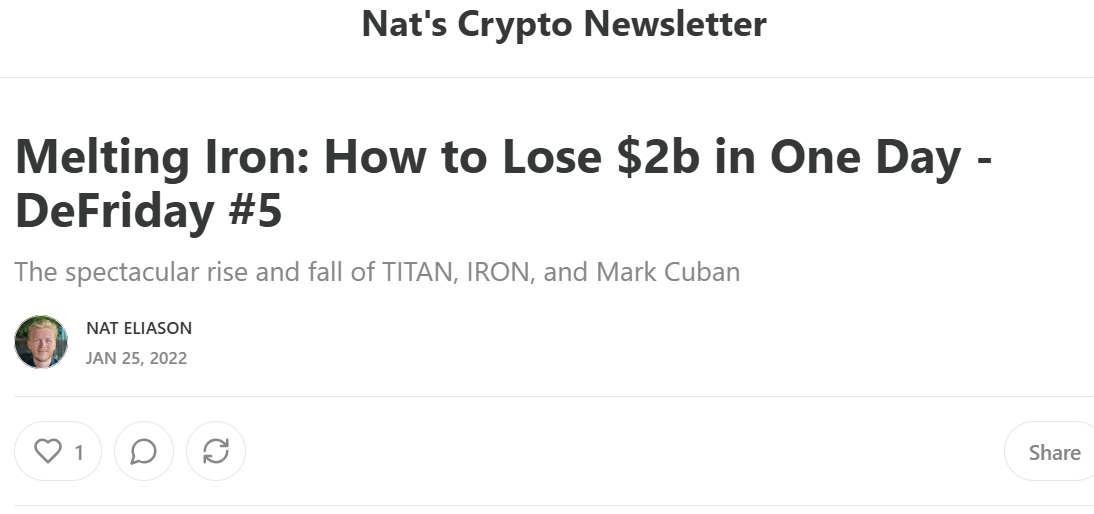 Nat's Crypto Newsletter
Melting Iron: How to Lose $2b in One Day -
DeFriday #5
The spectacular rise and fall of TITAN, IRON, and Mark Cuban
NAT ELIASON
JAN 25, 2022
1
Share